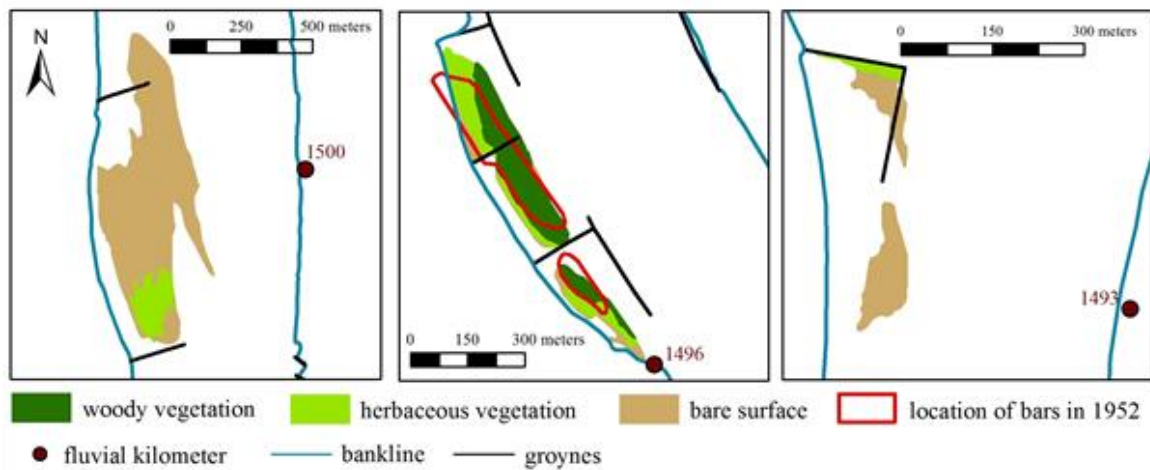 N
0 250 500 meters
1500
0 150 300 meters
1496
0 150 300 meters
1493
woody vegetation herbaceous vegetation bare surface location of bars in 1952
fluvial kilometer bankline groynes